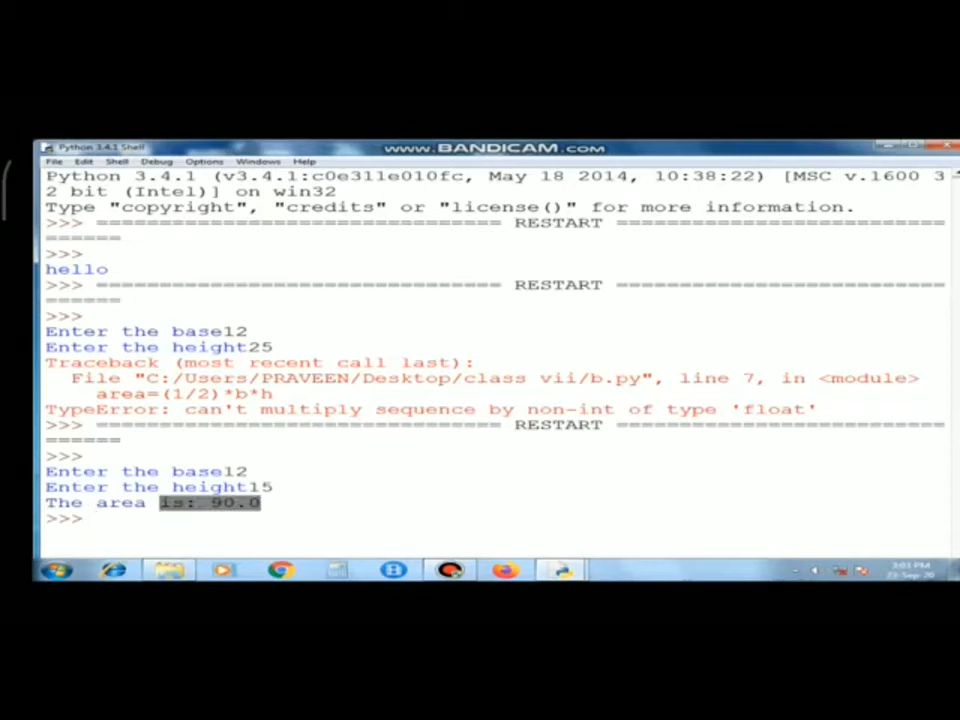 Python 3.4.1 Shell
www.BANDICAM.com
File Edit Shell Debug Options Windows Help
Python 3.4.1 (v3.4.1:c0e311e010fc, May 18 2014, 10:38:22) [MSC v.1600 3
2 bit (Intel)] on win32
Type "copyright", "credits" or "license()" for more information.
>>> ================================ RESTART ==========================
======
>>>
hello
>>> ================================ RESTART ==========================
======
>>>
Enter the base12
Enter the height25
Traceback (most recent call last):
  File "C:/Users/PRAVEEN/Desktop/class vii/b.py", line 7, in <module>
    area=(1/2)*b*h
TypeError: can't multiply sequence by non-int of type 'float'
>>> ================================ RESTART ==========================
======
>>>
Enter the base12
Enter the height15
The area is: 90.0
>>>
3:03 PM